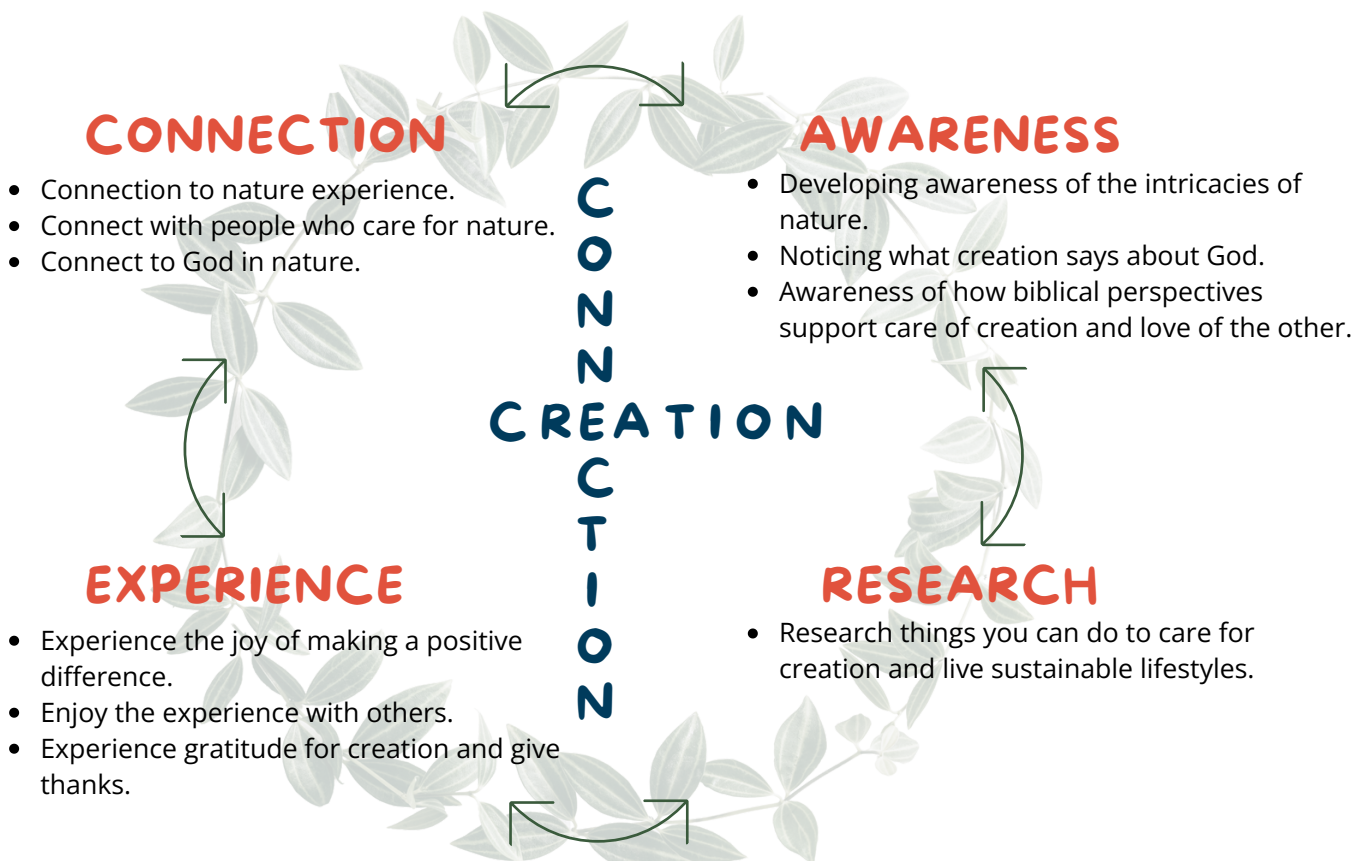 CONNECTION
• Connection to nature experience.
• Connect with people who care for nature.
• Connect to God in nature.
AWARENESS
• Developing awareness of the intricacies of
nature.
• Noticing what creation says about God.
• Awareness of how biblical perspectives
support care of creation and love of the other.
CONNECTION
CREATION
EXPERIENCE
• Experience the joy of making a positive
difference.
• Enjoy the experience with others.
• Experience gratitude for creation and give
thanks.
RESEARCH
• Research things you can do to care for
creation and live sustainable lifestyles.